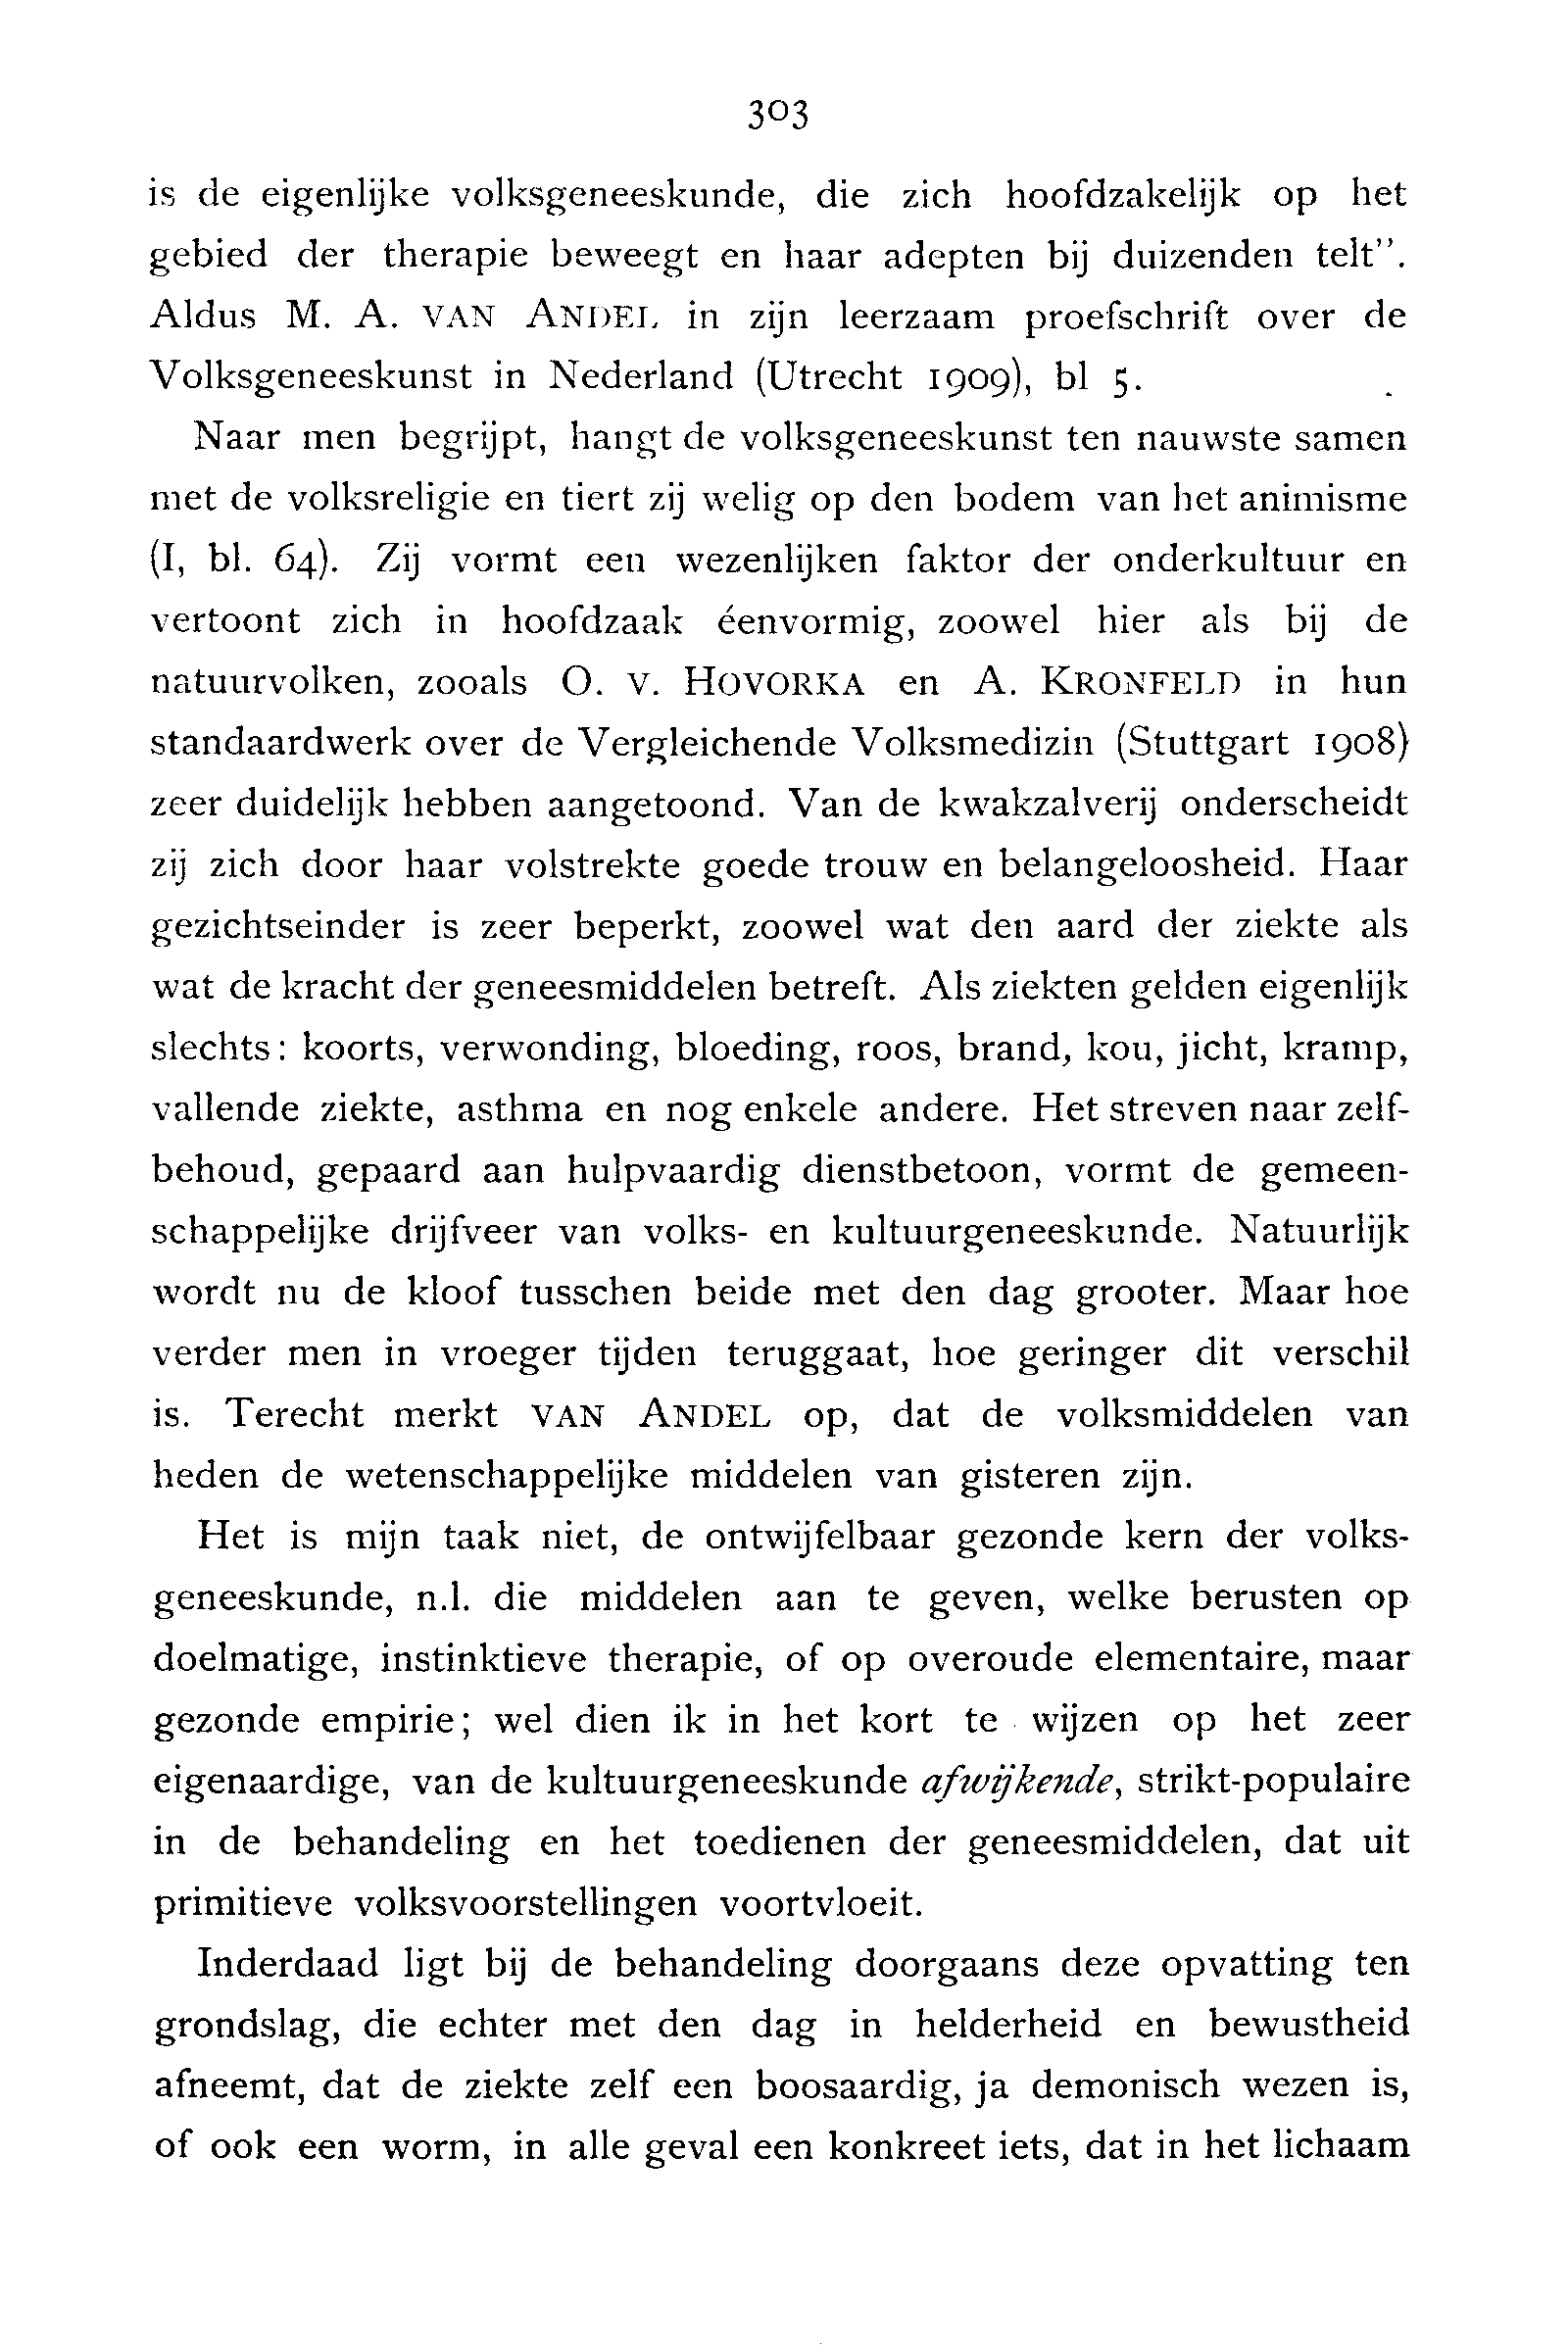 303
is de eigenlijke volksgeneeskunde, die zich hoofdzakelijk op het
gebied der therapie beweegt en haar adepten bij duizenden telt”.
Aldus M. A. VAN ANDEL in zijn leerzaam proefschrift over de
Volksgeneeskunst in Nederland (Utrecht 1909), bl 5.
Naar men begrijpt, hangt de volksgeneeskunst ten nauwste samen
met de volksreligie en tiert zij welig op den bodem van het animisme
(I, bl. 64). Zij vormt een wezenlijken faktor der onderkultuur en
vertoont zich in hoofdzaak éenvormig, zoowel hier als bij de
natuurvolken, zooals O. V. HOVORKA en A. KRONFELD in hun
standaardwerk over de Vergleichende Volksmedizin (Stuttgart 1908)
zeer duidelijk hebben aangetoond. Van de kwakzalverij onderscheidt
zij zich door haar volstrekte goede trouw en belangeloosheid. Haar
gezichtseinder is zeer beperkt, zoowel wat den aard der ziekte als
wat de kracht der geneesmiddelen betreft. Als ziekten gelden eigenlijk
slechts: koorts, verwonding, bloeding, roos, brand, kou, jicht, kramp,
vallende ziekte, asthma en nog enkele andere. Het streven naar zelf-
behoud, gepaard aan hulpvaardig dienstbetoon, vormt de gemeen-
schappelijke drijfveer van volks- en kultuurgeneeskunde. Natuurlijk
wordt nu de kloof tusschen beide met den dag grooter. Maar hoe
verder men in vroeger tijden teruggaat, hoe geringer dit verschil
is. Terecht merkt VAN ANDEL op, dat de volksmiddelen van
heden de wetenschappelijke middelen van gisteren zijn.
Het is mijn taak niet, de ontwijfelbaar gezonde kern der volks-
geneeskunde, n.l. die middelen aan te geven, welke berusten op
doelmatige, instinktieve therapie, of op overoude elementaire, maar
gezonde empirie; wel dien ik in het kort te wijzen op het zeer
eigenaardige, van de kultuurgeneeskunde afwijkende, strikt-populaire
in de behandeling en het toedienen der geneesmiddelen, dat uit
primitieve volksvoorstellingen voortvloeit.
Inderdaad ligt bij de behandeling doorgaans deze opvatting ten
grondslag, die echter met den dag in helderheid en bewustheid
afneemt, dat de ziekte zelf een boosaardig, ja demonisch wezen is,
of ook een worm, in alle geval een konkreet iets, dat in het lichaam